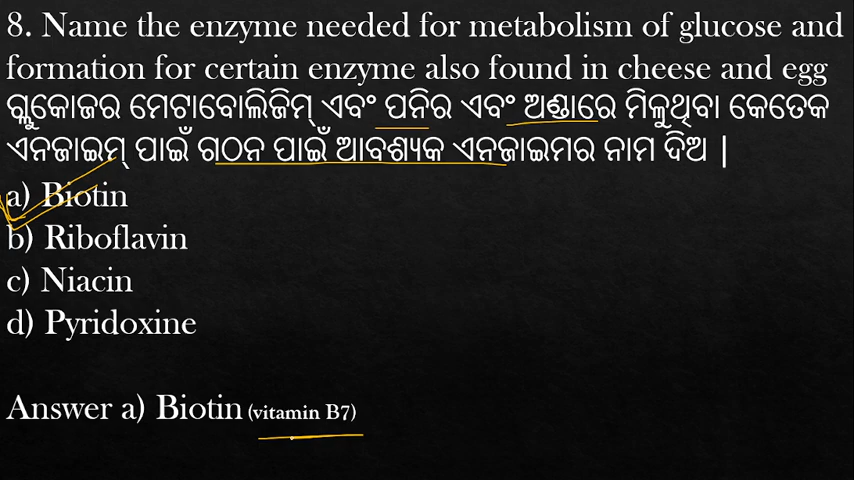 8. Name the enzyme needed for metabolism of glucose and
formation for certain enzyme also found in cheese and egg
ଗ୍ଲୁକୋଜର ମେଟାବୋଲିଜିମ୍ ଏବଂ ପନିର ଏବଂ ଅଣ୍ଡାରେ ମିଳୁଥିବା କେତେକ
ଏନଜାଇମ୍ ପାଇଁ ଗଠନ ପାଇଁ ଆବଶ୍ୟକ ଏନଜାଇମର ନାମ ଦିଅ |
a) Biotin
b) Riboflavin
c) Niacin
d) Pyridoxine
Answer a) Biotin (vitamin B7)